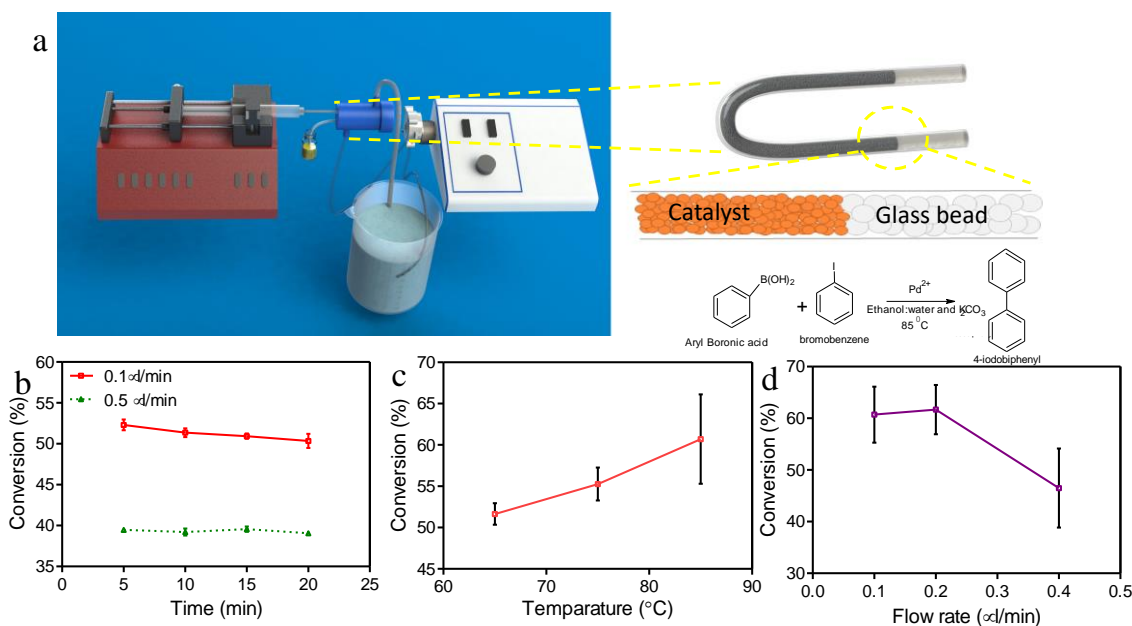 a
Catalyst
Glass bead
B(OH)2
I
+
Pd2+
Ethanol:water and K2CO3
85 0C
Aryl Boronic acid
bromobenzene
4-iodobiphenyl
b
0.1∝l/min
0.5 ∝l/min
Conversion (%)
60
55
50
45
40
35
0
5
10
15
20
25
Time (min)
c
Conversion (%)
70
65
60
55
50
45
60
70
80
90
Temparature (°C)
d
Conversion (%)
70
60
50
40
30
0.0
0.1
0.2
0.3
0.4
0.5
Flow rate (∝l/min)